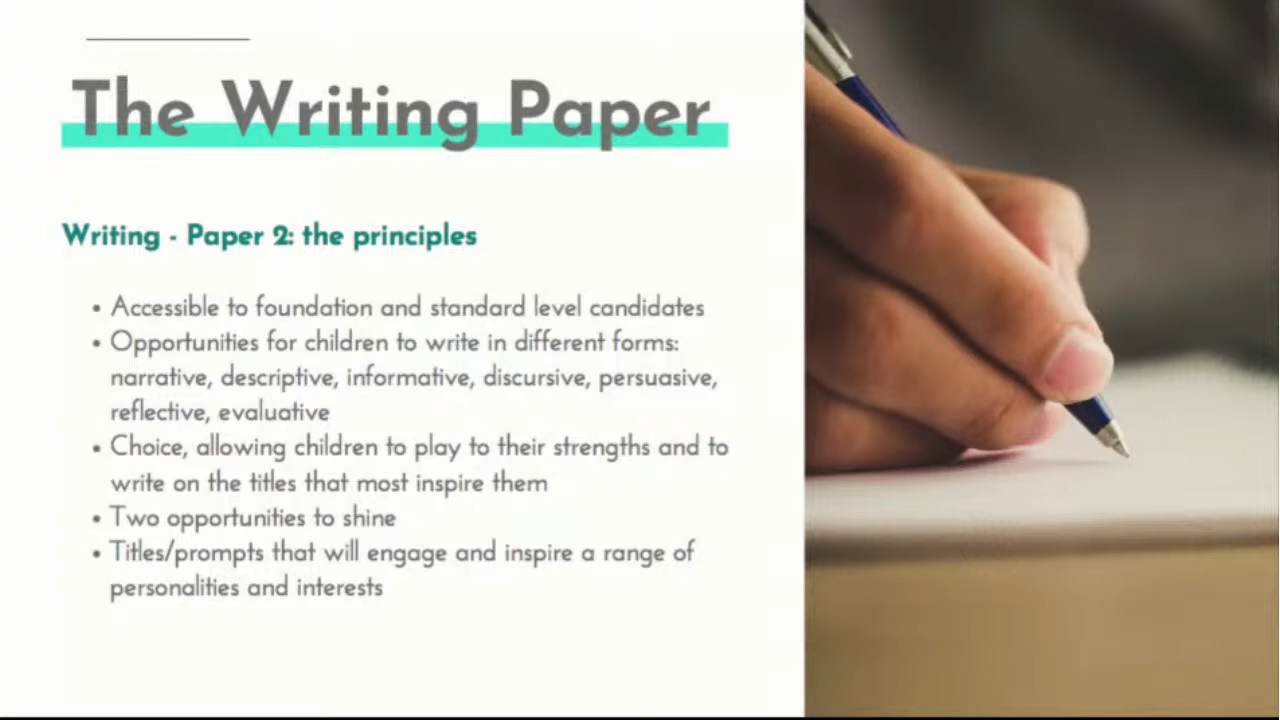 The Writing Paper
Writing - Paper 2: the principles
• Accessible to foundation and standard level candidates
• Opportunities for children to write in different forms:
narrative, descriptive, informative, discursive, persuasive,
reflective, evaluative
• Choice, allowing children to play to their strengths and to
write on the titles that most inspire them
• Two opportunities to shine
• Titles/prompts that will engage and inspire a range of
personalities and interests